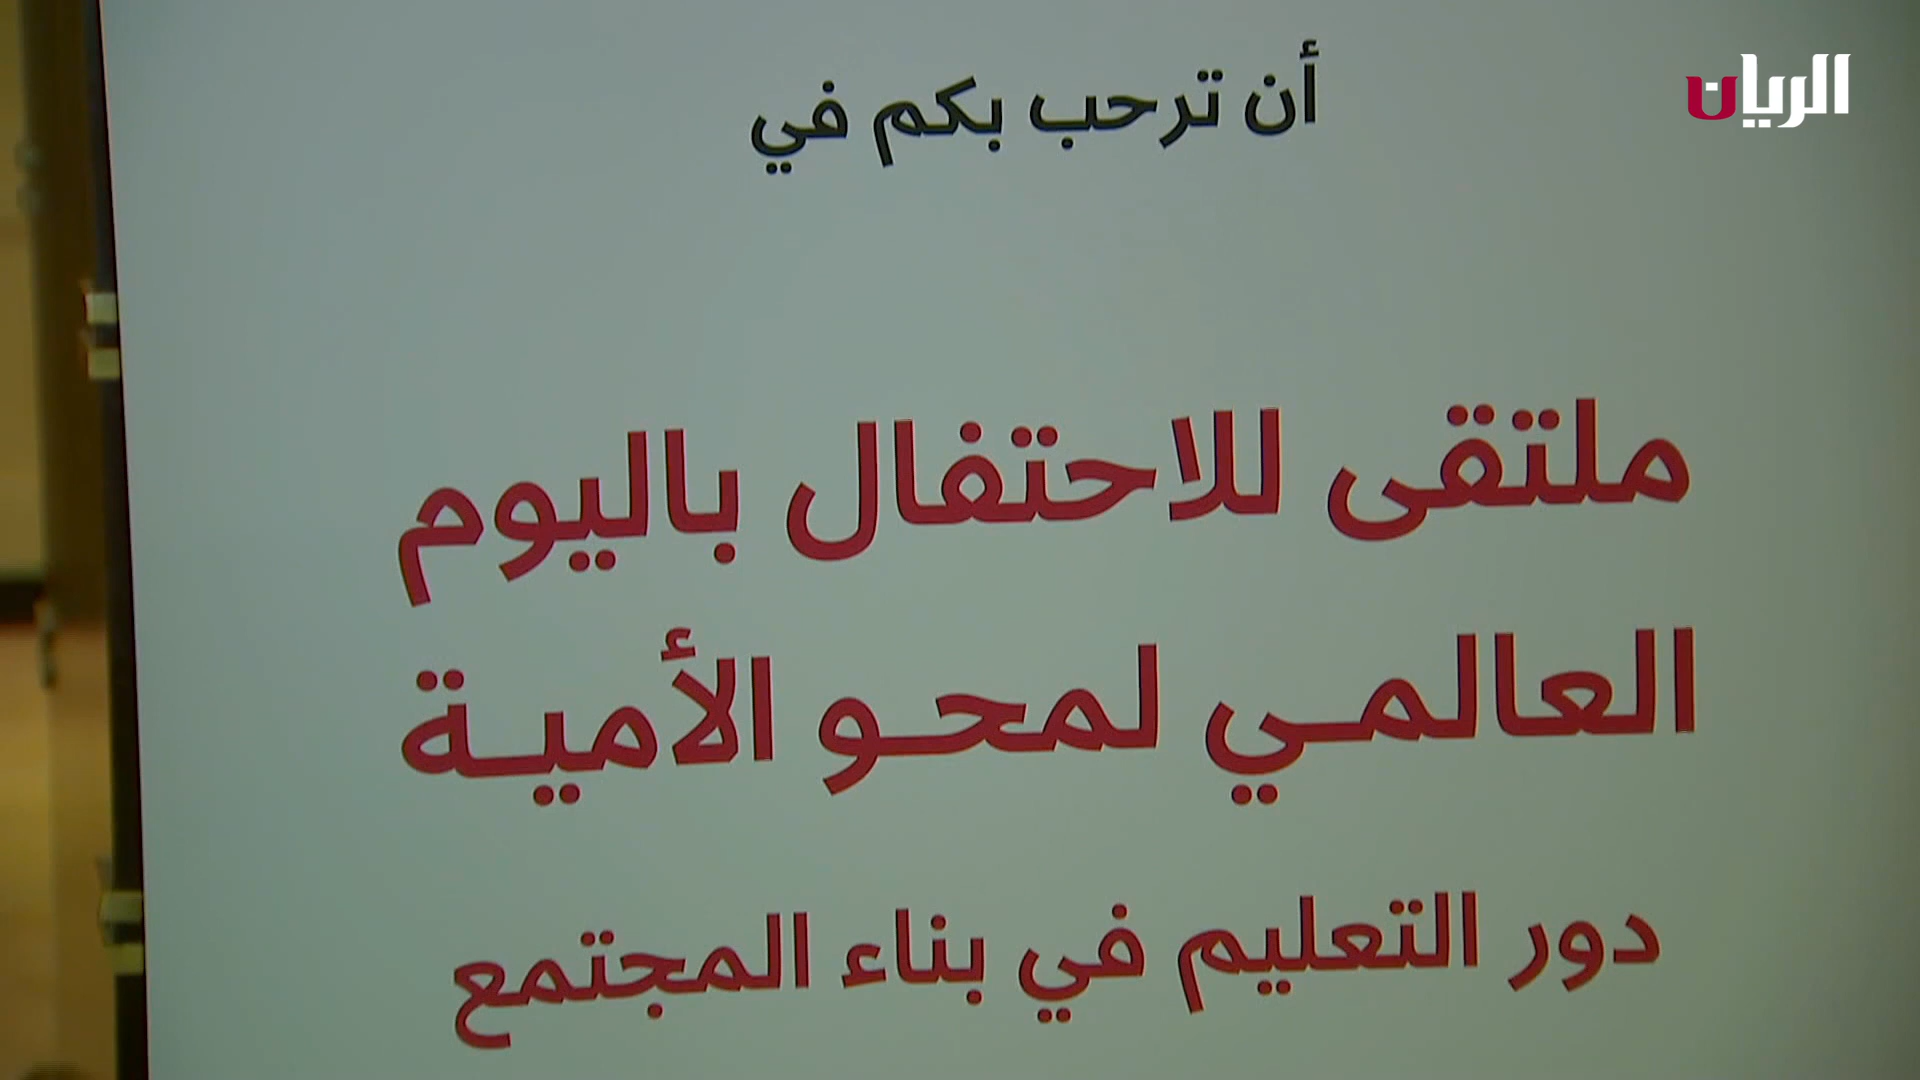 الريان
أن ترحب بكم في
ملتقى للاحتفال باليوم
العالمي لمحو الأمية
دور التعليم في بناء المجتمع